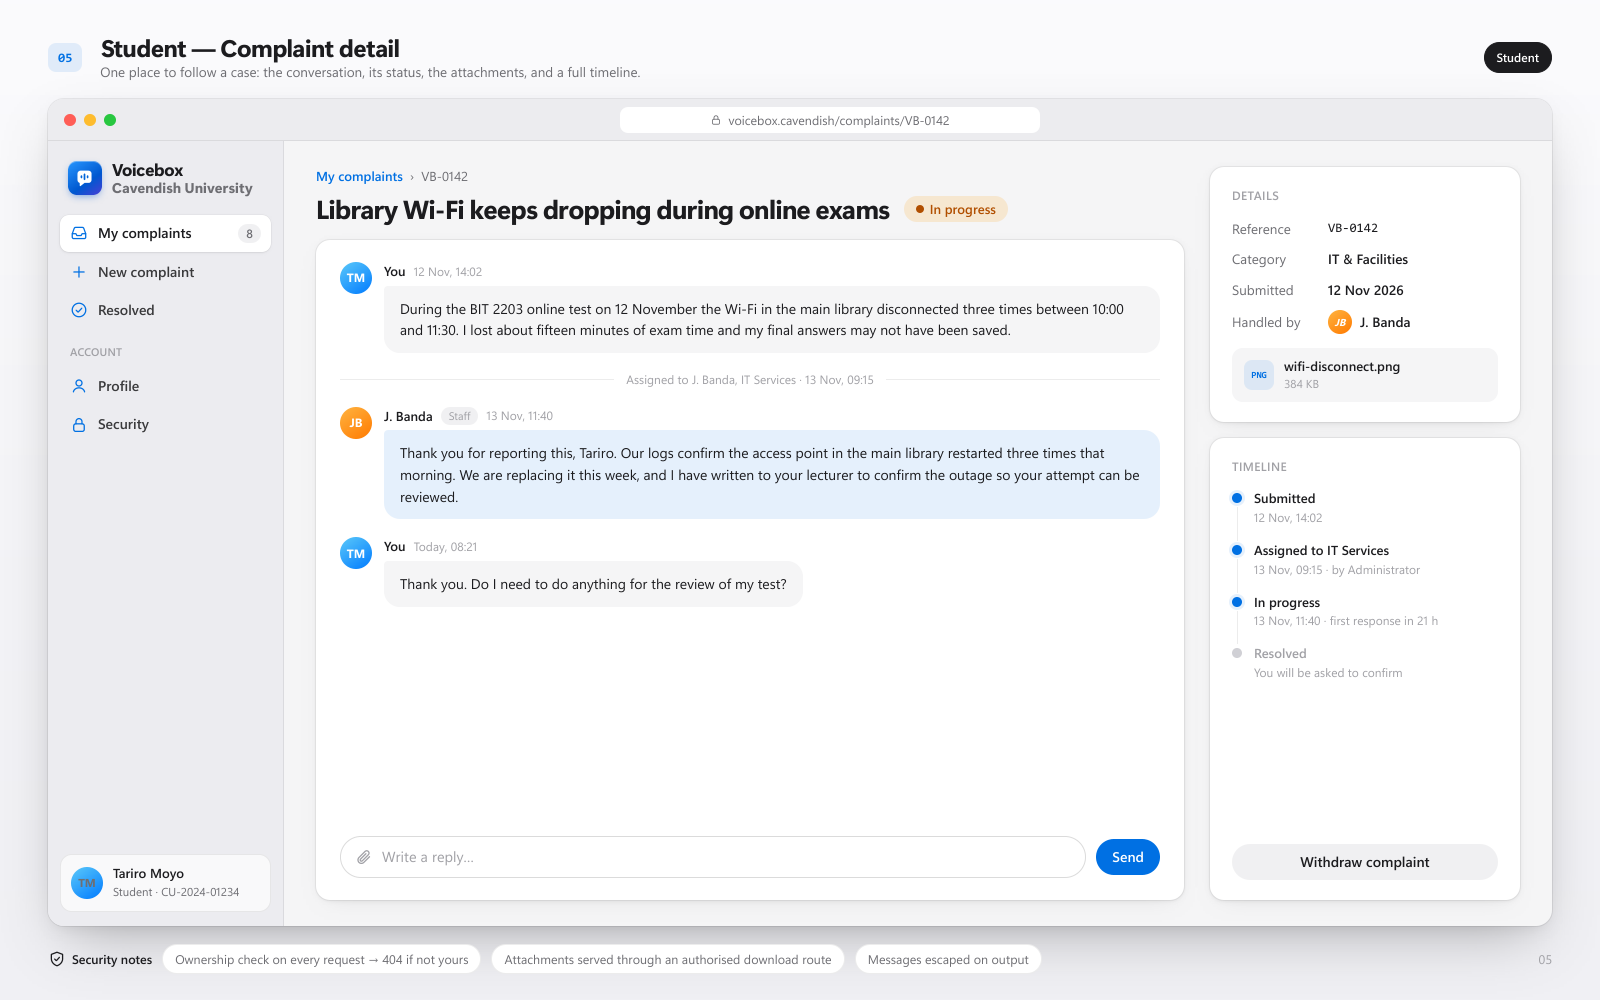 05
Student — Complaint detail
One place to follow a case: the conversation, its status, the attachments, and a full timeline.
Student
voicebox.cavendish/complaints/VB-0142
Voicebox
Cavendish University
My complaints 8
New complaint
Resolved
ACCOUNT
Profile
Security
TM
Tariro Moyo
Student · CU-2024-01234
My complaints › VB-0142
Library Wi-Fi keeps dropping during online exams
In progress
TM
You 12 Nov, 14:02
During the BIT 2203 online test on 12 November the Wi-Fi in the main library disconnected three times between 10:00
and 11:30. I lost about fifteen minutes of exam time and my final answers may not have been saved.
Assigned to J. Banda, IT Services · 13 Nov, 09:15
JB
J. Banda Staff 13 Nov, 11:40
Thank you for reporting this, Tariro. Our logs confirm the access point in the main library restarted three times that
morning. We are replacing it this week, and I have written to your lecturer to confirm the outage so your attempt can be
reviewed.
TM
You Today, 08:21
Thank you. Do I need to do anything for the review of my test?
Write a reply...
Send
DETAILS
Reference VB-0142
Category IT & Facilities
Submitted 12 Nov 2026
Handled by JB J. Banda
PNG
wifi-disconnect.png
384 KB
TIMELINE
Submitted
12 Nov, 14:02
Assigned to IT Services
13 Nov, 09:15 · by Administrator
In progress
13 Nov, 11:40 · first response in 21 h
Resolved
You will be asked to confirm
Withdraw complaint
Security notes
Ownership check on every request → 404 if not yours
Attachments served through an authorised download route
Messages escaped on output
05